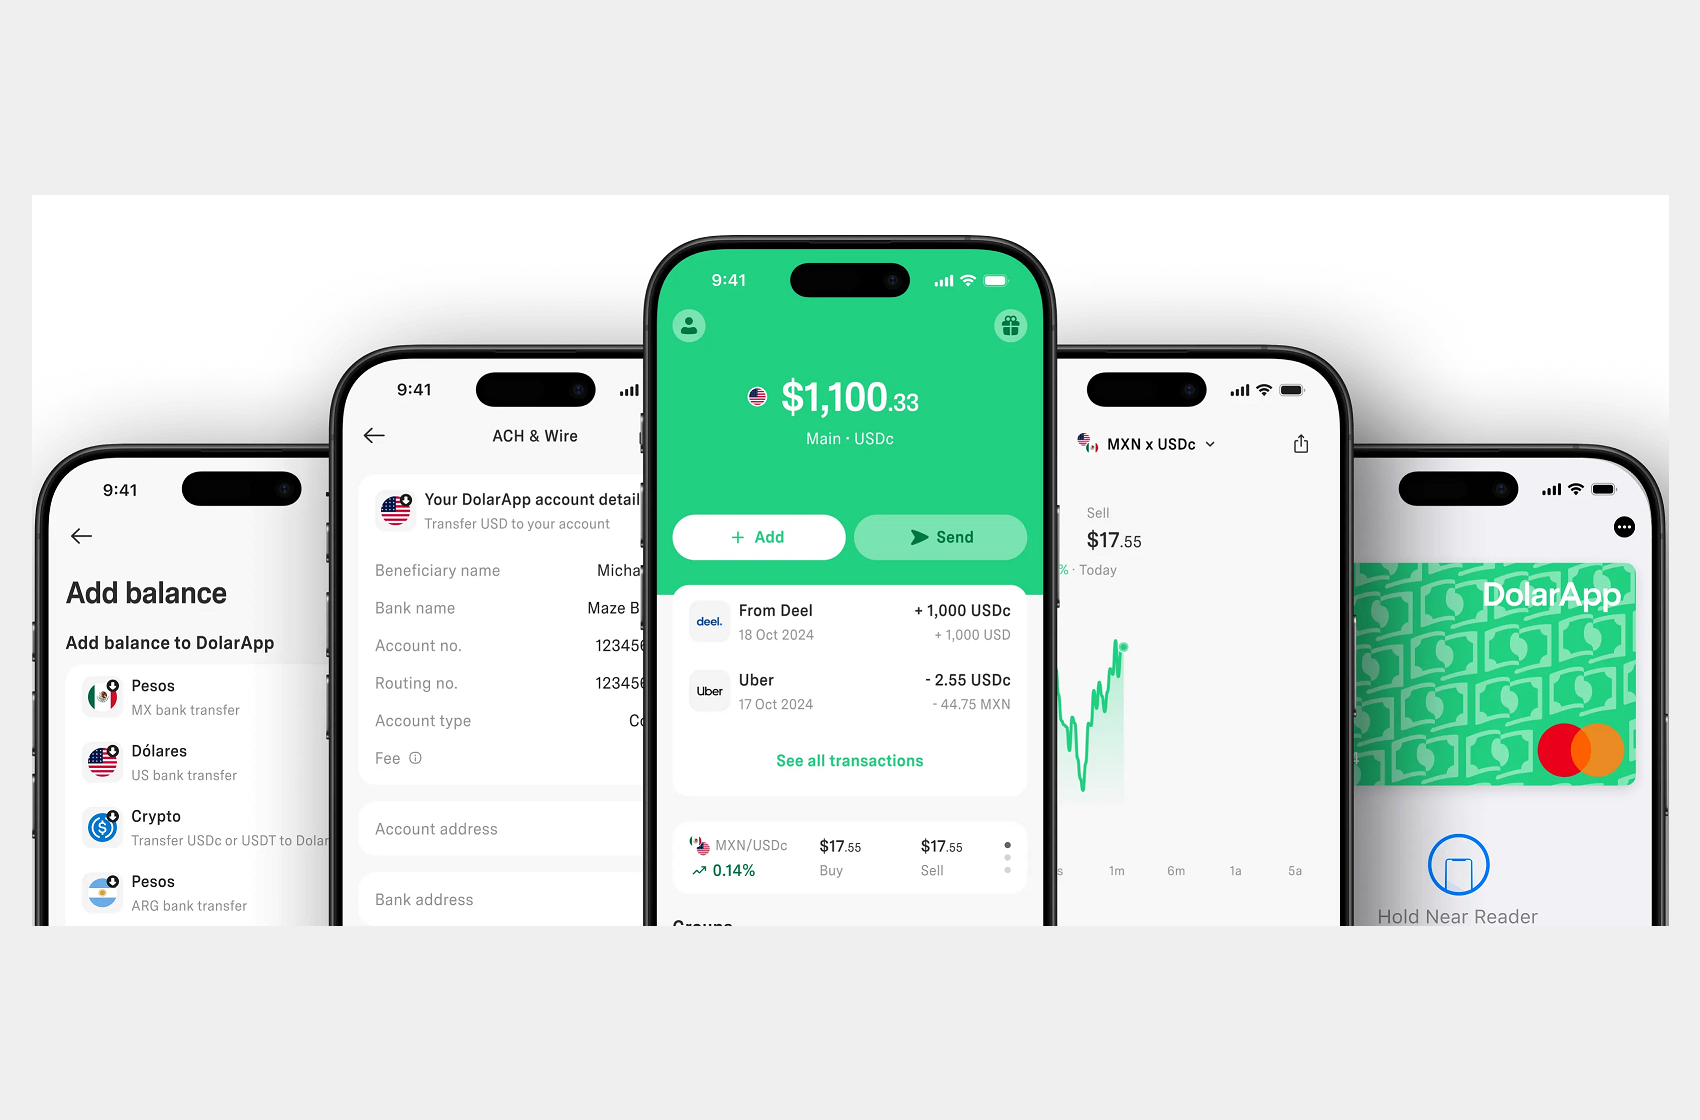 9:41
Add balance
Add balance to DolarApp
Pesos
MX bank transfer
Dólares
US bank transfer
Crypto
Transfer USDc or USDT to Dolar
Pesos
ARG bank transfer
9:41
ACH & Wire
Your DolarApp account detail
Transfer USD to your account
Beneficiary name
Micha
Bank name
Maze B
Account no.
123456
Routing no.
123456
Account type
Co
Fee
Account address
Bank address
9:41
$1,100.33
Main · USDc
+ Add
Send
deel.
From Deel
+ 1,000 USDc
18 Oct 2024
+ 1,000 USD
Uber
Uber
- 2.55 USDc
17 Oct 2024
- 44.75 MXN
See all transactions
MXN/USDc
$17.55
$17.55
0.14%
Buy
Sell
Groups
MXN x USDc
Sell
$17.55
% · Today
s
1m
6m
1a
5a
DolarApp
4
Hold Near Reader